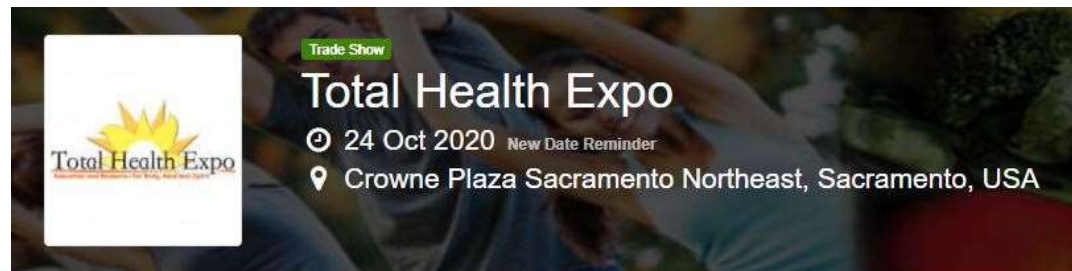 Trade Show
Total Health Expo
24 Oct 2020 New Date Reminder
Crowne Plaza Sacramento Northeast, Sacramento, USA
Total Health Expo